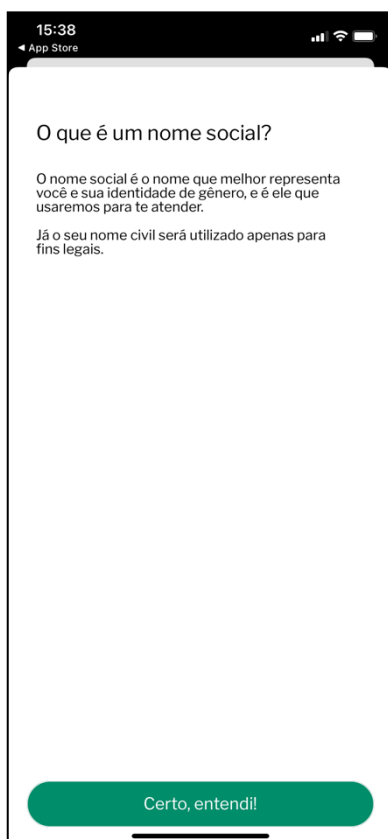 15:38
◀ App Store
O que é um nome social?
O nome social é o nome que melhor representa
você e sua identidade de gênero, e é ele que
usaremos para te atender.
Já o seu nome civil será utilizado apenas para
fins legais.
Certo, entendi!